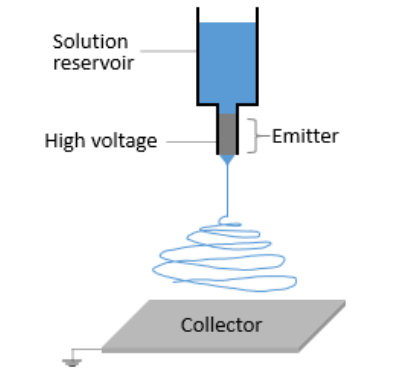 Solution
reservoir
High voltage
Emitter
Collector